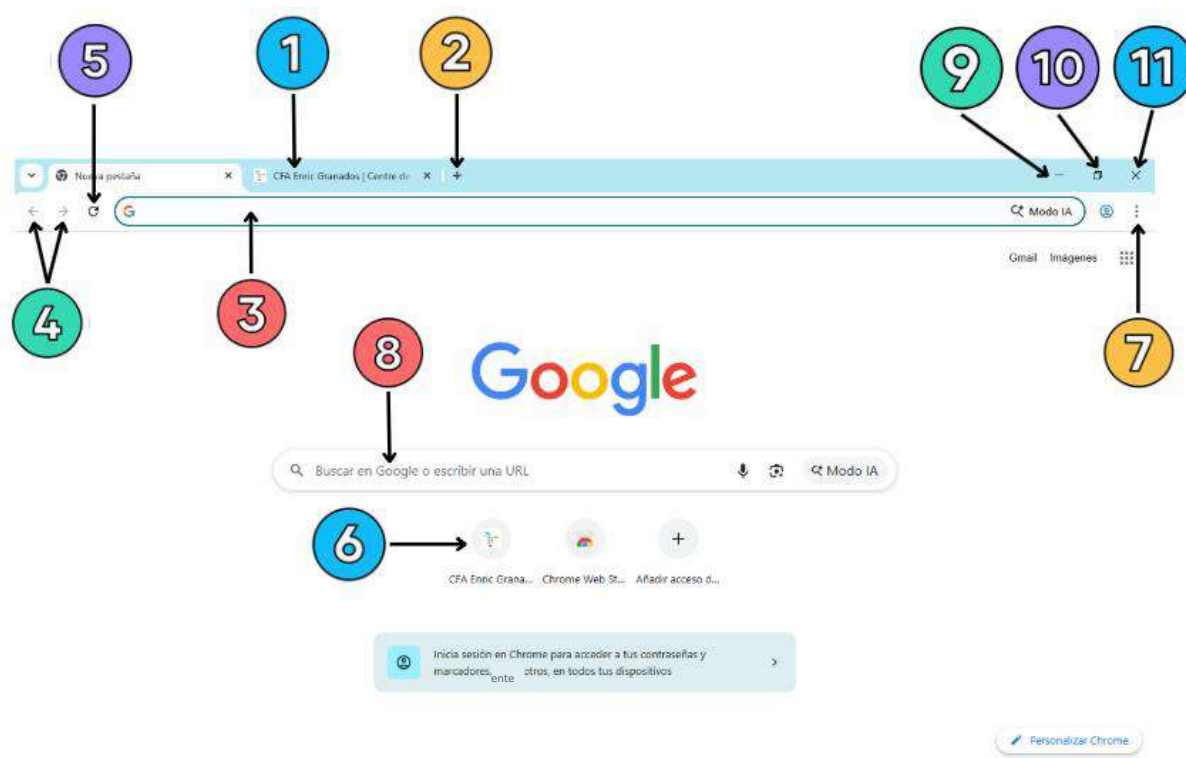 5
1
2
9
10
11
Nueva pestaña
CFA Enric Granados | Centre de
G
Modo IA
Gmail Imágenes
4
3
8
7
Google
Buscar en Google o escribir una URL
Modo IA
6
CFA Enric Grana...
Chrome Web St...
Añadir acceso d...
Inicia sesión en Chrome para acceder a tus contraseñas y
marcadores, ente otros, en todos tus dispositivos
Personalizar Chrome